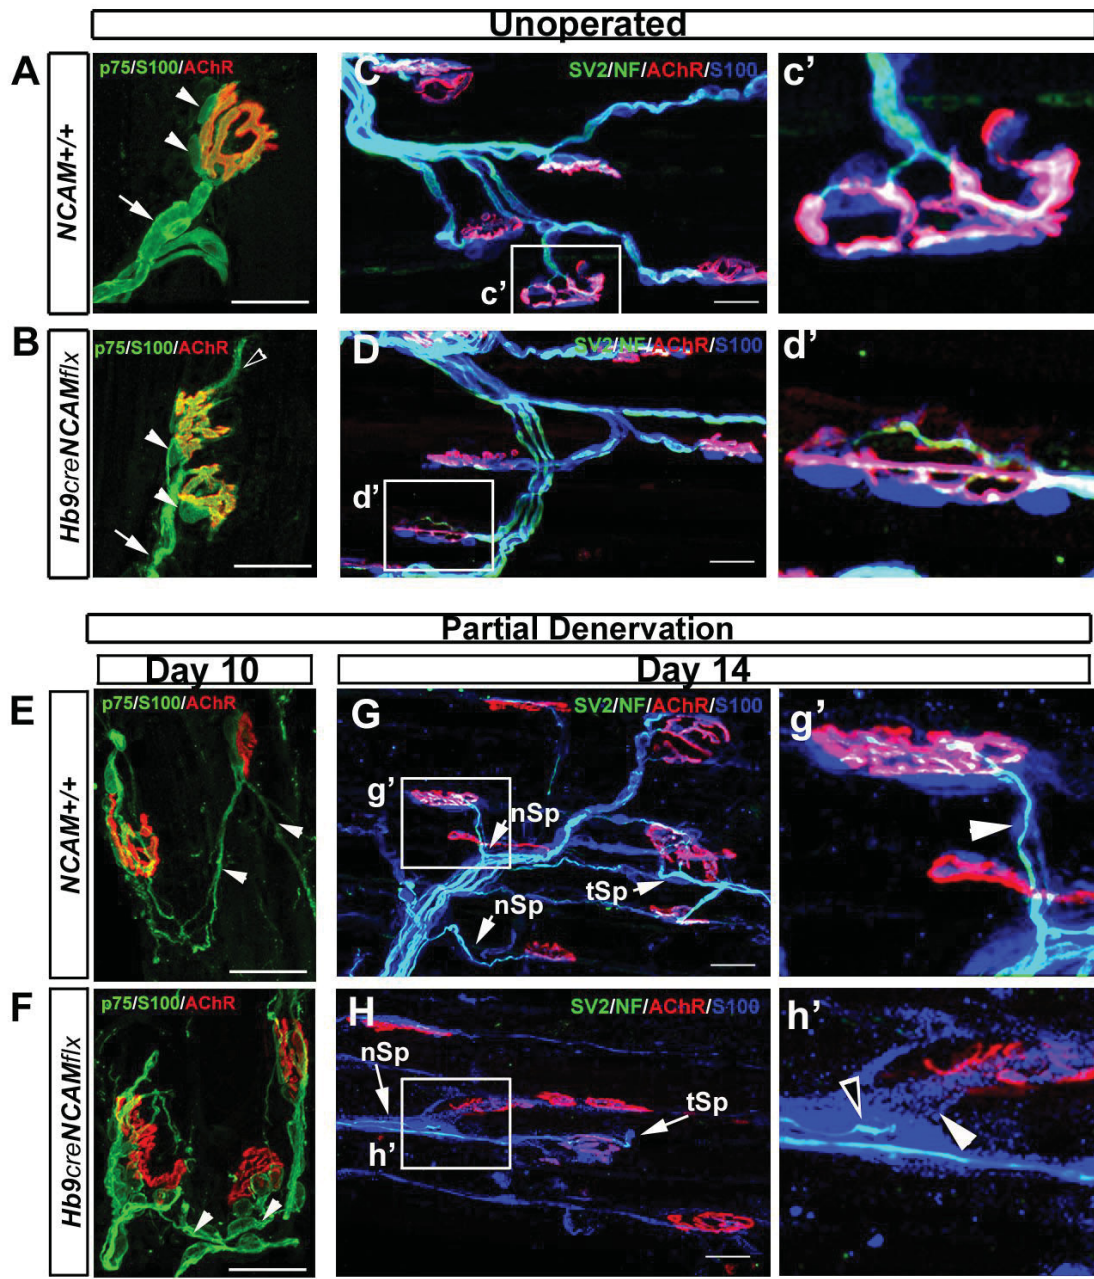 Unoperated
A
NCAM+/+
p75/S100/AChR
C
SV2/NF/AChR/S100
c'
c'
B
Hb9creNCAMflx
p75/S100/AChR
D
SV2/NF/AChR/S100
d'
d'
Partial Denervation
Day 10
Day 14
E
NCAM+/+
p75/S100/AChR
G
SV2/NF/AChR/S100
g'
nSp
tSp
nSp
g'
F
Hb9creNCAMflx
p75/S100/AChR
H
SV2/NF/AChR/S100
nSp
tSp
h'
h'